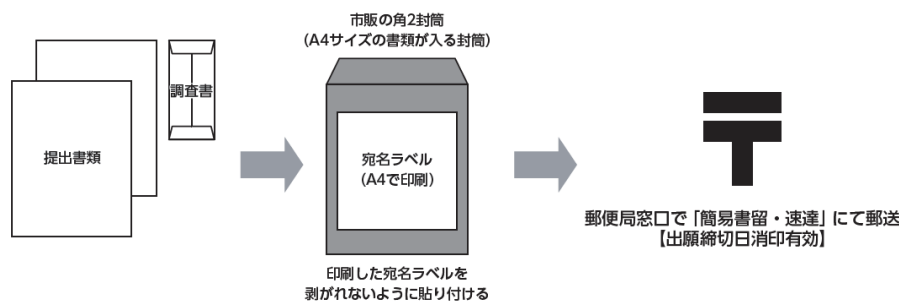 提出書類
調査書
市販の角2封筒
(A4サイズの書類が入る封筒)
宛名ラベル
(A4で印刷)
印刷した宛名ラベルを
剥がれないように貼り付ける
郵便局窓口で「簡易書留・速達」にて郵送
【出願締切日消印有効】